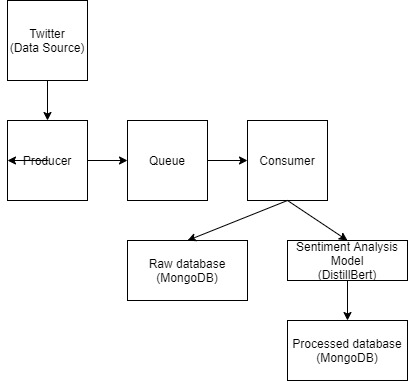 Twitter
(Data Source)
Producer
Queue
Consumer
Raw database
(MongoDB)
Sentiment Analysis
Model
(DistillBert)
Processed database
(MongoDB)